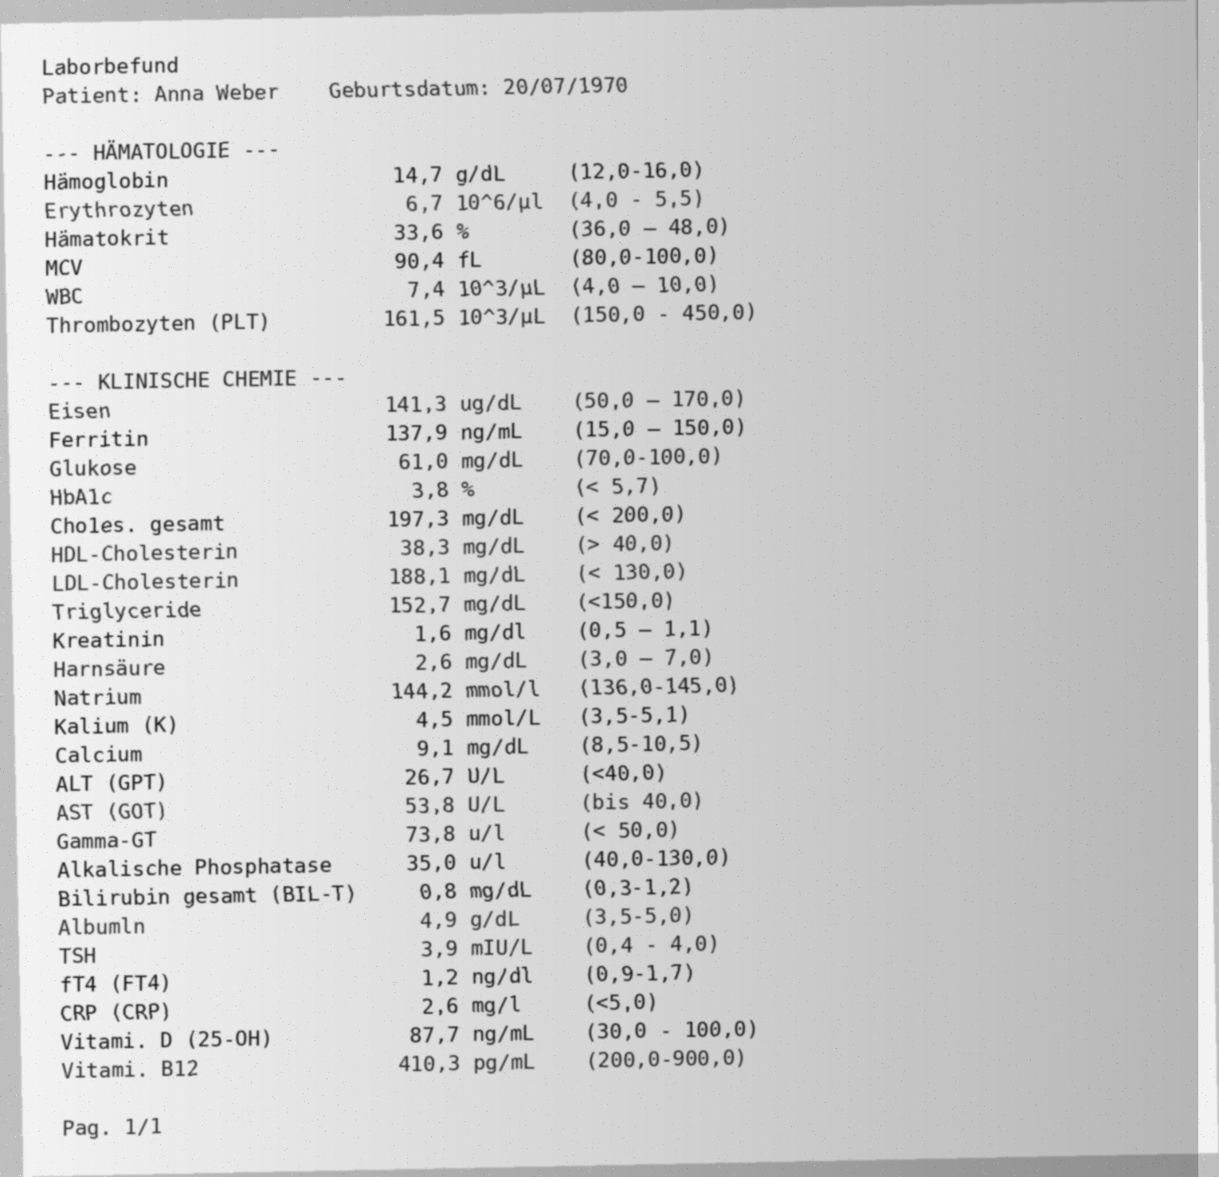 Laborbefund
Patient: Anna Weber    Geburtsdatum: 20/07/1970
--- HÄMATOLOGIE ---
Hämoglobin 14,7 g/dL (12,0-16,0)
Erythrozyten 6,7 10^6/µl (4,0 - 5,5)
Hämatokrit 33,6 % (36,0 – 48,0)
MCV 90,4 fL (80,0-100,0)
WBC 7,4 10^3/µL (4,0 – 10,0)
Thrombozyten (PLT) 161,5 10^3/µL (150,0 - 450,0)
--- KLINISCHE CHEMIE ---
Eisen 141,3 ug/dL (50,0 – 170,0)
Ferritin 137,9 ng/mL (15,0 – 150,0)
Glukose 61,0 mg/dL (70,0-100,0)
HbA1c 3,8 % (< 5,7)
Choles. gesamt 197,3 mg/dL (< 200,0)
HDL-Cholesterin 38,3 mg/dL (> 40,0)
LDL-Cholesterin 188,1 mg/dL (< 130,0)
Triglyceride 152,7 mg/dL (<150,0)
Kreatinin 1,6 mg/dl (0,5 – 1,1)
Harnsäure 2,6 mg/dL (3,0 – 7,0)
Natrium 144,2 mmol/l (136,0-145,0)
Kalium (K) 4,5 mmol/L (3,5-5,1)
Calcium 9,1 mg/dL (8,5-10,5)
ALT (GPT) 26,7 U/L (<40,0)
AST (GOT) 53,8 U/L (bis 40,0)
Gamma-GT 73,8 u/l (< 50,0)
Alkalische Phosphatase 35,0 u/l (40,0-130,0)
Bilirubin gesamt (BIL-T) 0,8 mg/dL (0,3-1,2)
Albumln 4,9 g/dL (3,5-5,0)
TSH 3,9 mIU/L (0,4 - 4,0)
fT4 (FT4) 1,2 ng/dl (0,9-1,7)
CRP (CRP) 2,6 mg/l (<5,0)
Vitami. D (25-OH) 87,7 ng/mL (30,0 - 100,0)
Vitami. B12 410,3 pg/mL (200,0-900,0)
Pag. 1/1